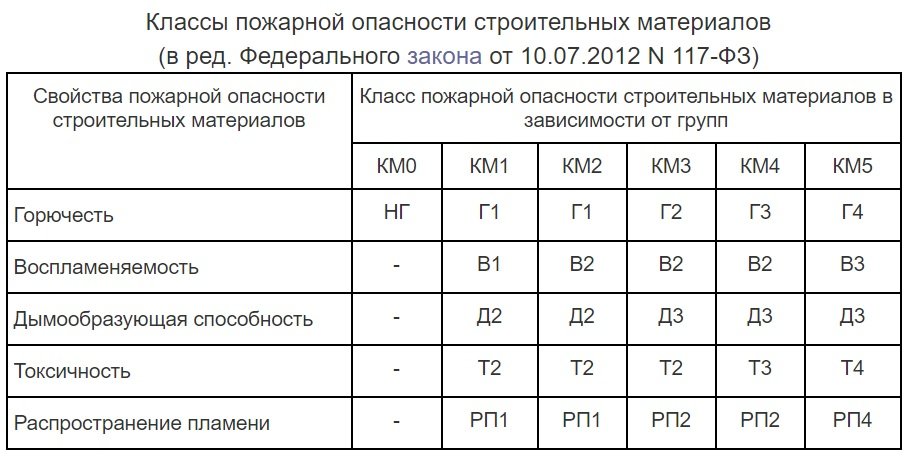 Классы пожарной опасности строительных материалов
(в ред. Федерального закона от 10.07.2012 N 117-ФЗ)
Свойства пожарной опасности строительных материалов
Класс пожарной опасности строительных материалов в зависимости от групп
КМ0 КМ1 КМ2 КМ3 КМ4 КМ5
Горючесть НГ Г1 Г1 Г2 Г3 Г4
Воспламеняемость - В1 В2 В2 В2 В3
Дымообразующая способность - Д2 Д2 Д3 Д3 Д3
Токсичность - Т2 Т2 Т2 Т3 Т4
Распространение пламени - РП1 РП1 РП2 РП2 РП4